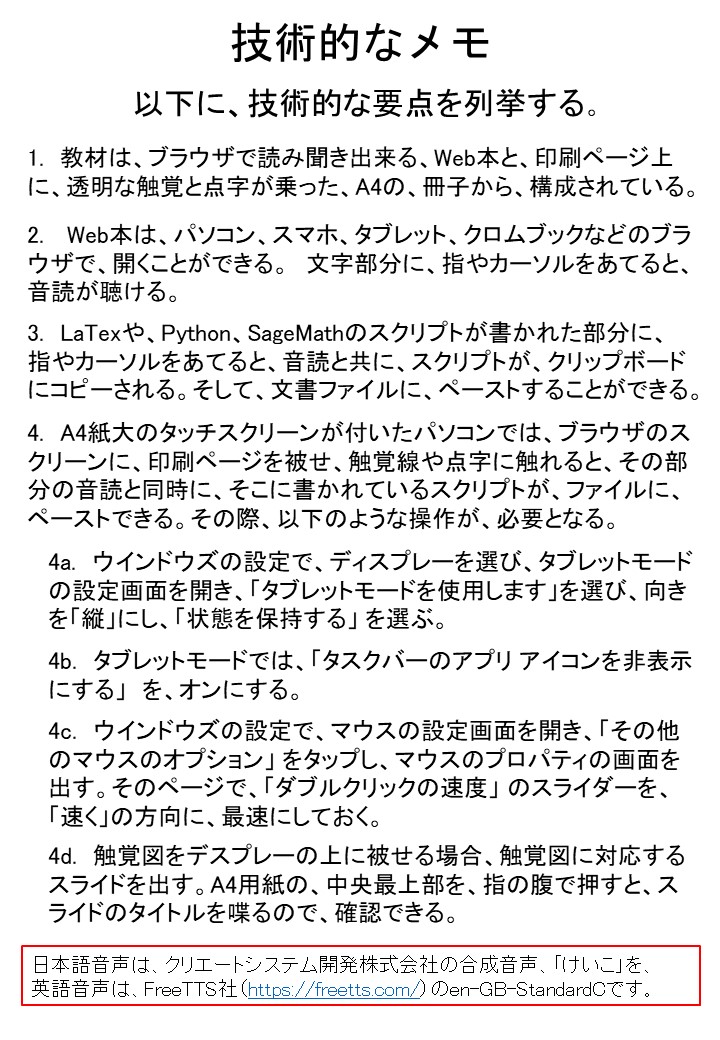 技術的なメモ
以下に、技術的な要点を列挙する。
1. 教材は、ブラウザで読み聞き出来る、Web本と、印刷ページ上
に、透明な触覚と点字が乗った、A4の、冊子から、構成されている。
2. Web本は、パソコン、スマホ、タブレット、クロムブックなどのブラ
ウザで、開くことができる。 文字部分に、指やカーソルをあてると、
音読が聴ける。
3. LaTexや、Python、SageMathのスクリプトが書かれた部分に、
指やカーソルをあてると、音読と共に、スクリプトが、クリップボード
にコピーされる。そして、文書ファイルに、ペーストすることができる。
4. A4紙大のタッチスクリーンが付いたパソコンでは、ブラウザのス
クリーンに、印刷ページを被せ、触覚線や点字に触れると、その部
分の音読と同時に、そこに書かれているスクリプトが、ファイルに、
ペーストできる。その際、以下のような操作が、必要となる。
4a. ウインドウズの設定で、ディスプレーを選び、タブレットモード
の設定画面を開き、「タブレットモードを使用します」を選び、向き
を「縦」にし、「状態を保持する」 を選ぶ。
4b. タブレットモードでは、「タスクバーのアプリ アイコンを非表示
にする」 を、オンにする。
4c. ウインドウズの設定で、マウスの設定画面を開き、「その他
のマウスのオプション」 をタップし、マウスのプロパティの画面を
出す。そのページで、「ダブルクリックの速度」 のスライダーを、
「速く」の方向に、最速にしておく。
4d. 触覚図をデスプレーの上に被せる場合、触覚図に対応する
スライドを出す。A4用紙の、中央最上部を、指の腹で押すと、ス
ライドのタイトルを喋るので、確認できる。
日本語音声は、クリエートシステム開発株式会社の合成音声、「けいこ」を、
英語音声は、FreeTTS社（https://freetts.com/）のen-GB-StandardCです。